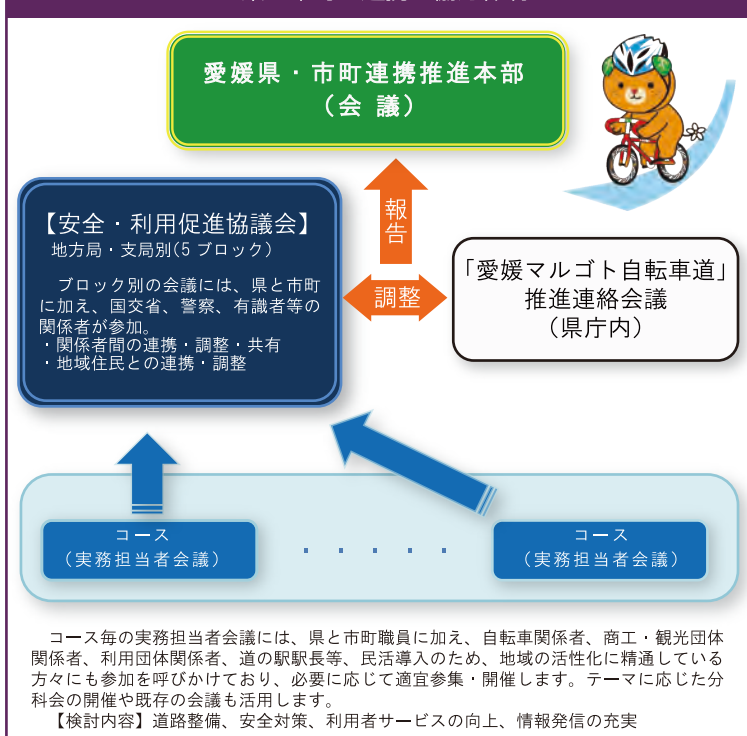 愛媛県・市町連携推進本部
（会 議）
【安全・利用促進協議会】
地方局・支局別(5 ブロック)
ブロック別の会議には、県と市町
に加え、国交省、警察、有識者等の
関係者が参加。
・関係者間の連携・調整・共有
・地域住民との連携・調整
報告
調整
「愛媛マルゴト自転車道」
推進連絡会議
（県庁内）
コース
（実務担当者会議）
・・・・・
コース
（実務担当者会議）
コース毎の実務担当者会議には、県と市町職員に加え、自転車関係者、商工・観光団体
関係者、利用団体関係者、道の駅駅長等、民活導入のため、地域の活性化に精通している
方々にも参加を呼びかけており、必要に応じて適宜参集・開催します。テーマに応じた分
科会の開催や既存の会議も活用します。
【検討内容】道路整備、安全対策、利用者サービスの向上、情報発信の充実